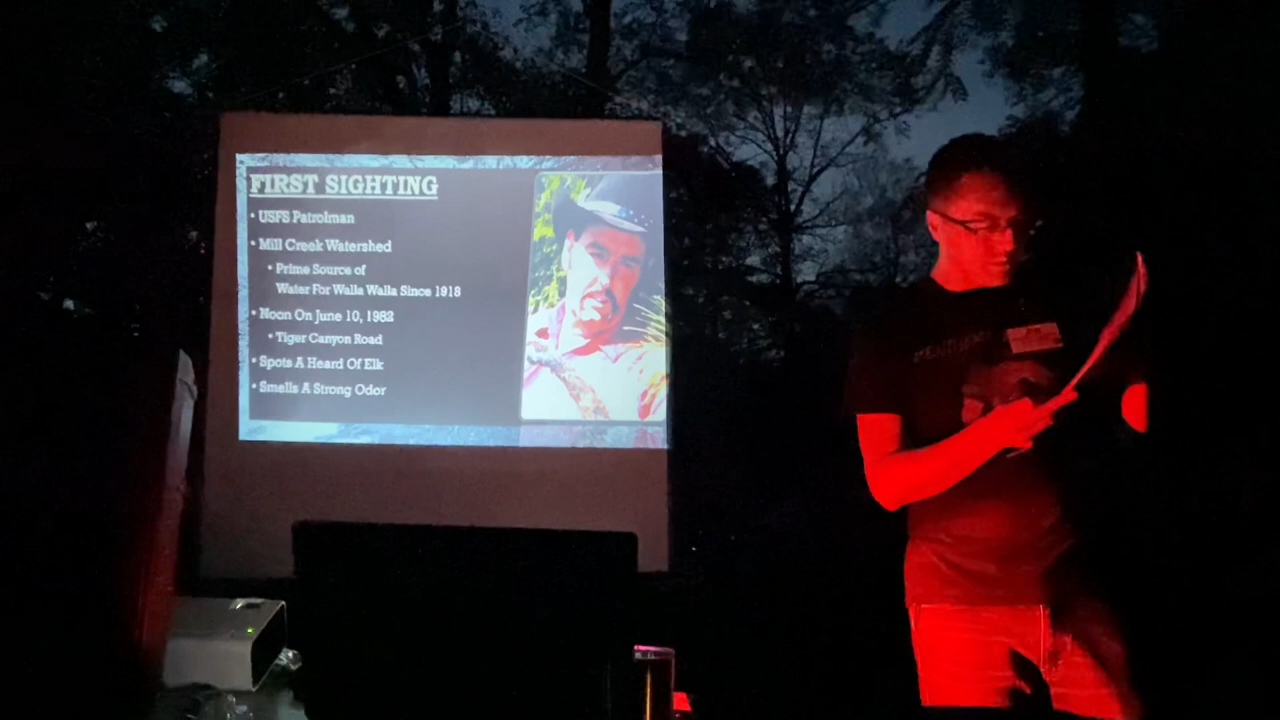 FIRST SIGHTING
• USFS Patrolman
• Mill Creek Watershed
• Prime Source of
Water For Walla Walla Since 1918
• Noon On June 10, 1982
• Tiger Canyon Road
• Spots A Heard Of Elk
• Smells A Strong Odor